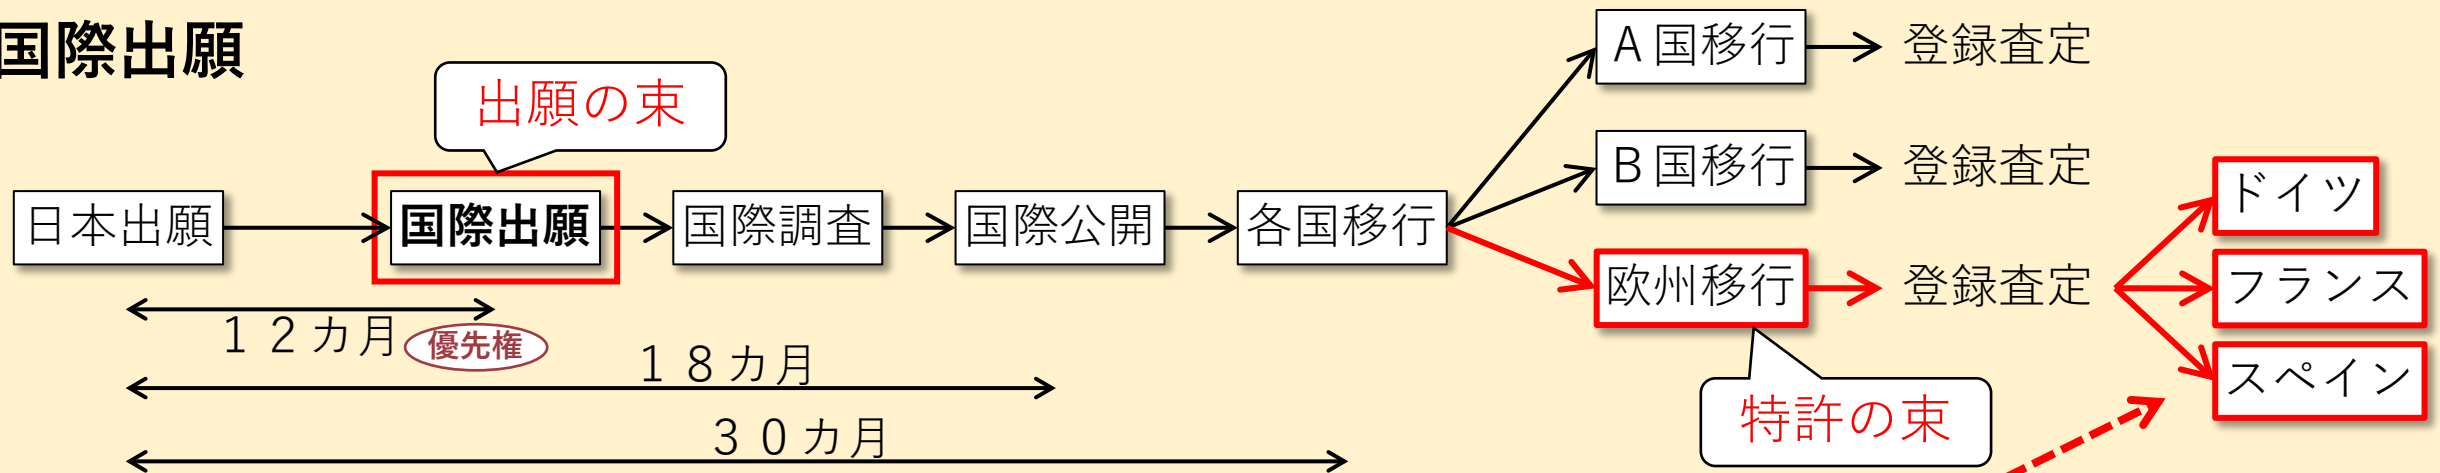 国際出願
出願の束
日本出願
国際出願
国際調査
国際公開
各国移行
A国移行
登録査定
B国移行
登録査定
欧州移行
登録査定
ドイツ
フランス
スペイン
１２カ月
優先権
１８カ月
３０カ月
特許の束